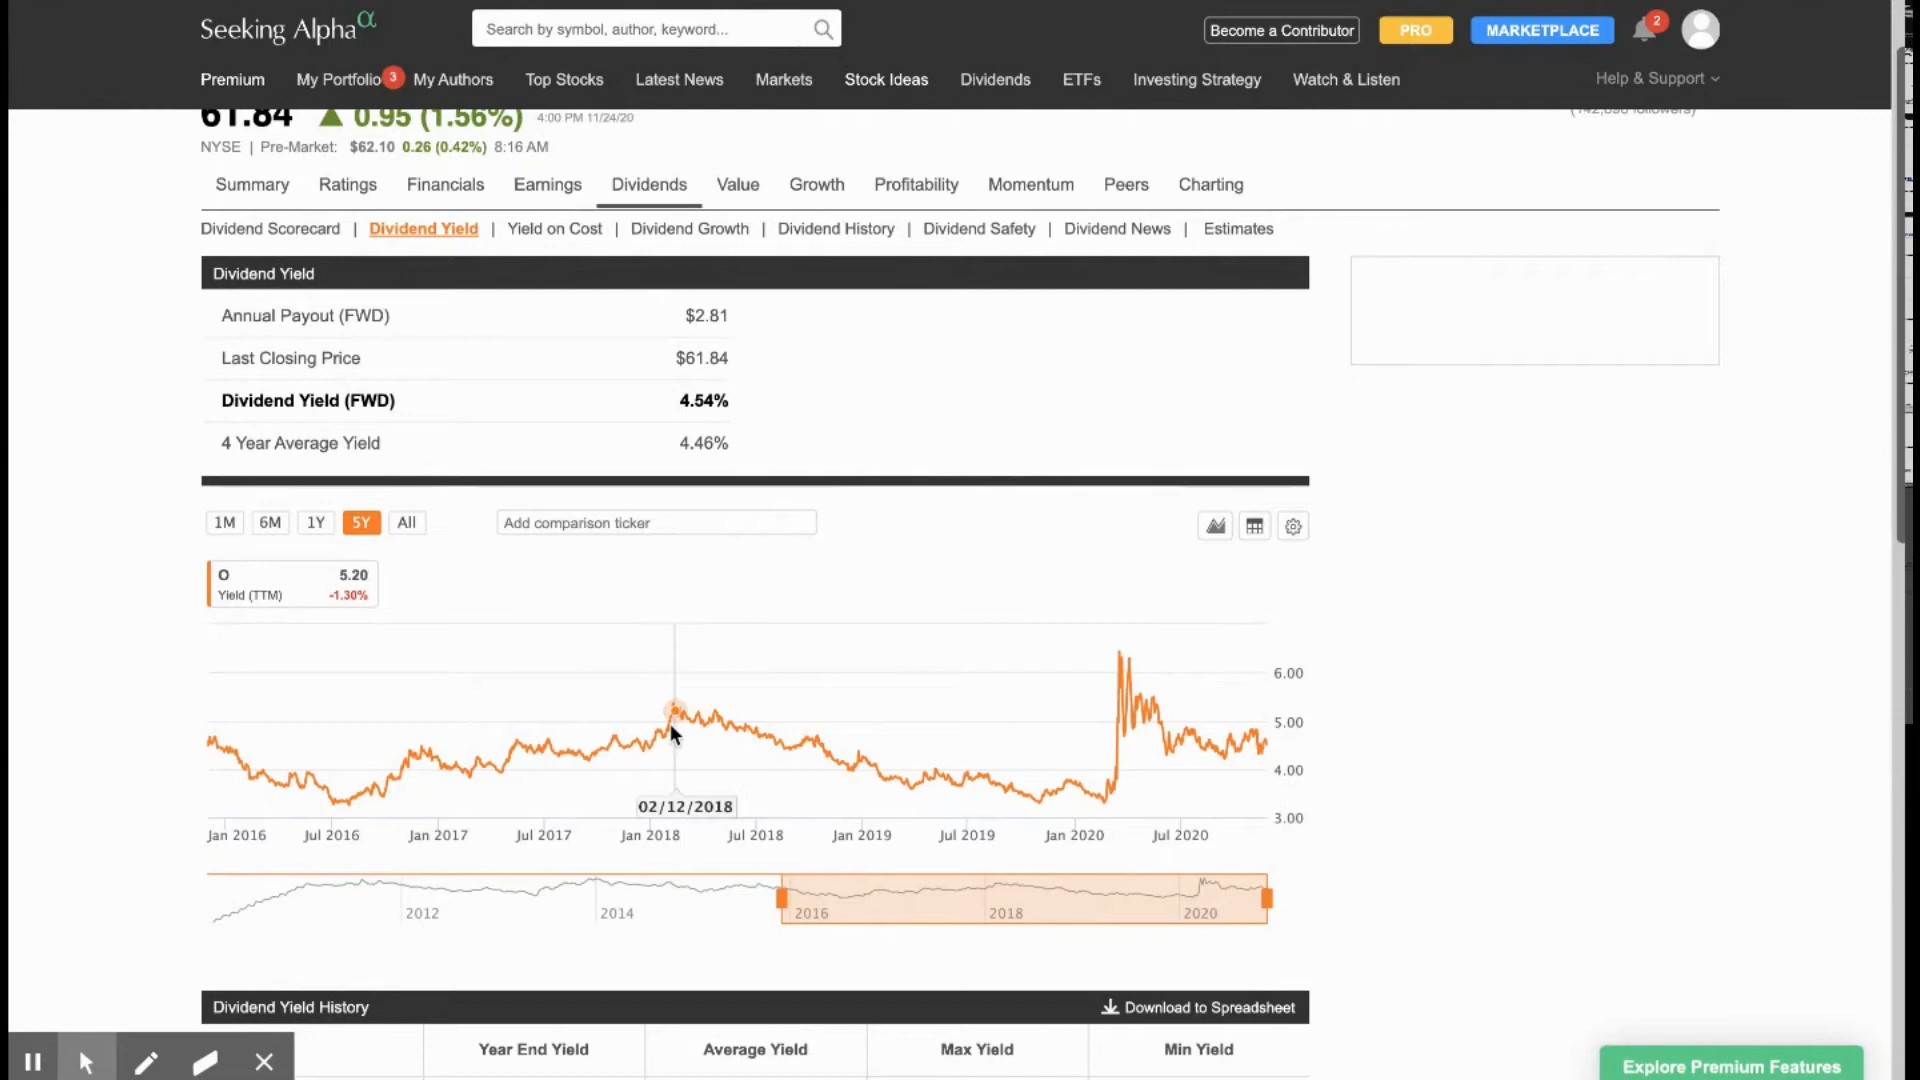 Seeking Alpha α
Search by symbol, author, keyword...
Become a Contributor
PRO
MARKETPLACE
2
Premium
My Portfolio 3
My Authors
Top Stocks
Latest News
Markets
Stock Ideas
Dividends
ETFs
Investing Strategy
Watch & Listen
Help & Support
61.84 ▲ 0.95 (1.56%) 4:00 PM 11/24/20
NYSE | Pre-Market: $62.10 0.26 (0.42%) 8:16 AM
Summary Ratings Financials Earnings Dividends Value Growth Profitability Momentum Peers Charting
Dividend Scorecard | Dividend Yield | Yield on Cost | Dividend Growth | Dividend History | Dividend Safety | Dividend News | Estimates
Dividend Yield
Annual Payout (FWD) $2.81
Last Closing Price $61.84
Dividend Yield (FWD) 4.54%
4 Year Average Yield 4.46%
1M 6M 1Y 5Y All
Add comparison ticker
O 5.20
Yield (TTM) -1.30%
6.00
5.00
4.00
3.00
02/12/2018
Jan 2016 Jul 2016 Jan 2017 Jul 2017 Jan 2018 Jul 2018 Jan 2019 Jul 2019 Jan 2020 Jul 2020
2012 2014 2016 2018 2020
Dividend Yield History
Download to Spreadsheet
Year End Yield Average Yield Max Yield Min Yield
Explore Premium Features